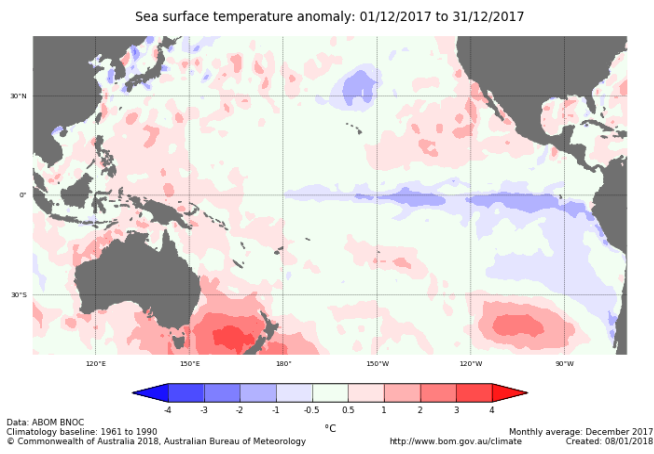 Sea surface temperature anomaly: 01/12/2017 to 31/12/2017
30°N
0°
30°S
120°E 150°E 180° 150°W 120°W 90°W
-4 -3 -2 -1 -0.5 0.5 1 2 3 4
°C
Data: ABOM BNOC
Climatology baseline: 1961 to 1990 Monthly average: December 2017
© Commonwealth of Australia 2018, Australian Bureau of Meteorology http://www.bom.gov.au/climate Created: 08/01/2018